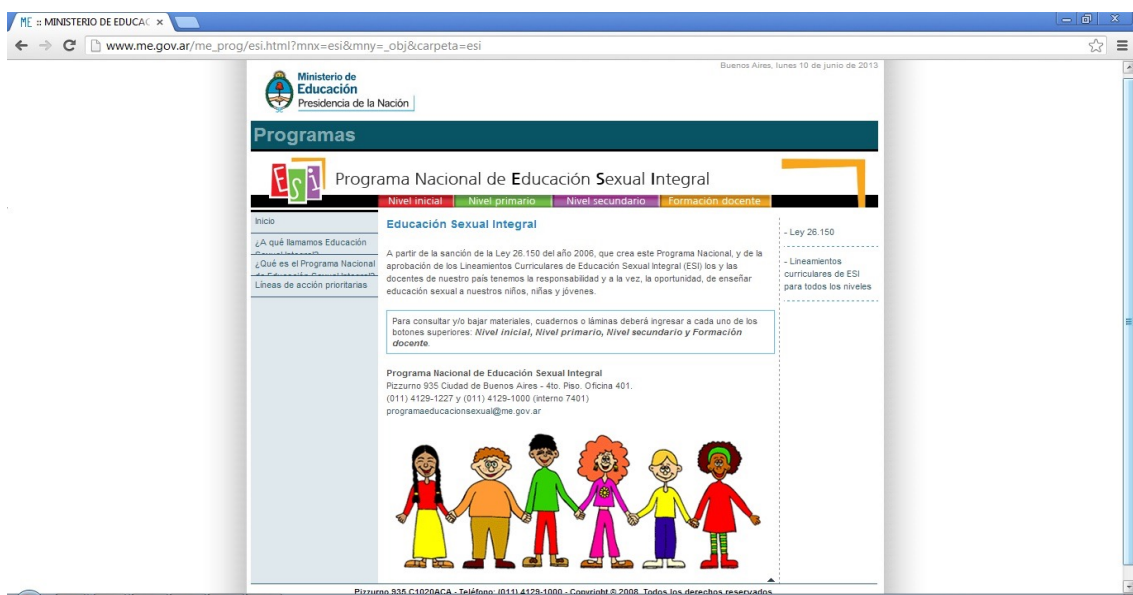 ME :: MINISTERIO DE EDUCAC
www.me.gov.ar/me_prog/esi.html?mnx=esi&mny=_obj&carpeta=esi
Buenos Aires, lunes 10 de junio de 2013
Ministerio de
Educación
Presidencia de la Nación
Programas
Esi
Programa Nacional de Educación Sexual Integral
Nivel inicial
Nivel primario
Nivel secundario
Formación docente
Inicio
¿A qué llamamos Educación
Sexual Integral?
¿Qué es el Programa Nacional
de Educación Sexual Integral?
Líneas de acción prioritarias
Educación Sexual Integral
A partir de la sanción de la Ley 26.150 del año 2006, que crea este Programa Nacional, y de la
aprobación de los Lineamientos Curriculares de Educación Sexual Integral (ESI) los y las
docentes de nuestro país tenemos la responsabilidad y a la vez, la oportunidad, de enseñar
educación sexual a nuestros niños, niñas y jóvenes.
Para consultar y/o bajar materiales, cuadernos o láminas deberá ingresar a cada uno de los
botones superiores: Nivel inicial, Nivel primario, Nivel secundario y Formación
docente.
Programa Nacional de Educación Sexual Integral
Pizzurno 935 Ciudad de Buenos Aires - 4to. Piso. Oficina 401.
(011) 4129-1227 y (011) 4129-1000 (interno 7401)
programaeducacionsexual@me.gov.ar
- Ley 26.150
- Lineamientos
curriculares de ESI
para todos los niveles
Pizzurno 935 C1020ACA - Teléfono: (011) 4129-1000 - Copyright © 2008. Todos los derechos reservados